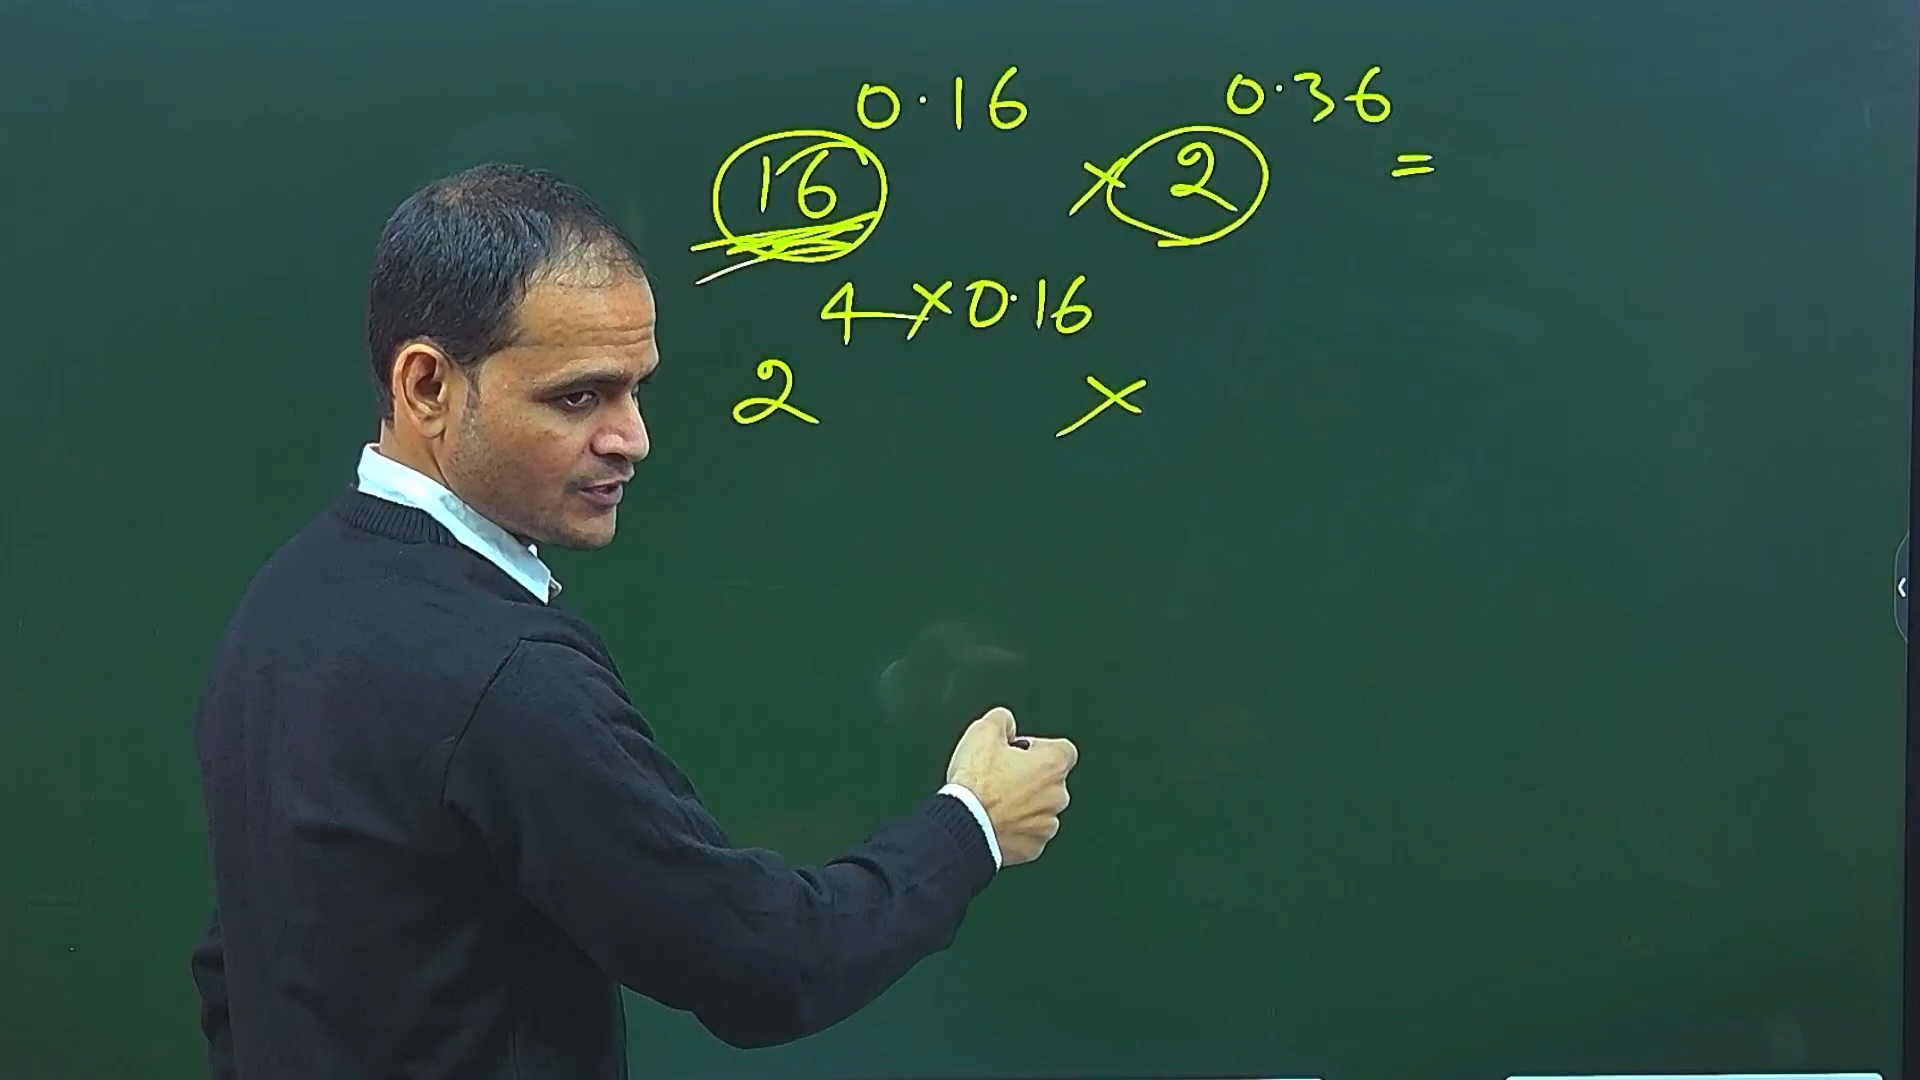 0.16 0.36
16 × 2 =
4×0.16
2 ×